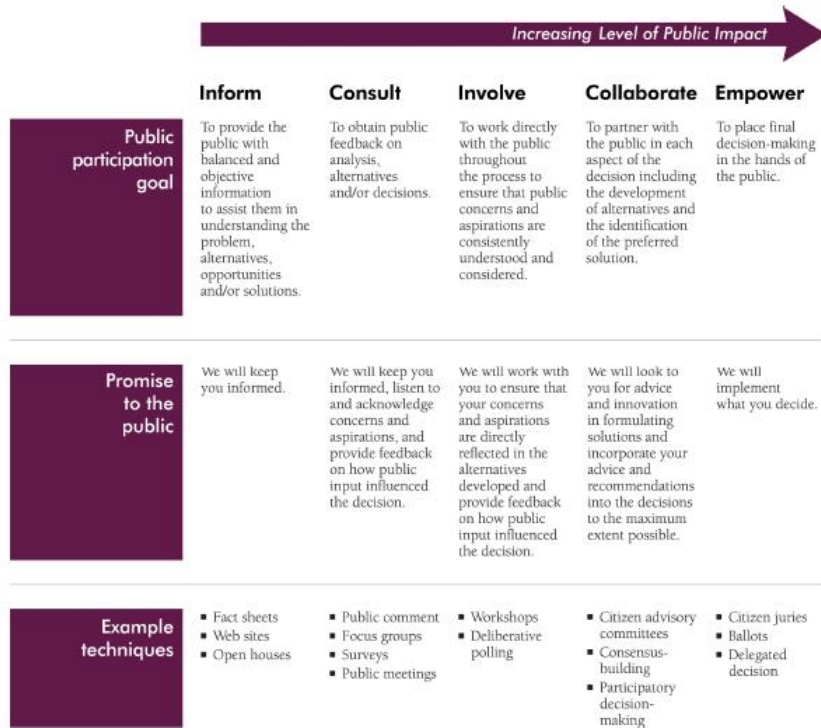 Increasing Level of Public Impact
Inform
Consult
Involve
Collaborate
Empower
Public
participation
goal
To provide the
public with
balanced and
objective
information
to assist them in
understanding the
problem,
alternatives,
opportunities
and/or solutions.
To obtain public
feedback on
analysis,
alternatives
and/or decisions.
To work directly
with the public
throughout
the process to
ensure that public
concerns and
aspirations are
consistently
understood and
considered.
To partner with
the public in each
aspect of the
decision including
the development
of alternatives and
the identification
of the preferred
solution.
To place final
decision-making
in the hands of
the public.
Promise
to the
public
We will keep
you informed.
We will keep you
informed, listen to
and acknowledge
concerns and
aspirations, and
provide feedback
on how public
input influenced
the decision.
We will work with
you to ensure that
your concerns
and aspirations
are directly
reflected in the
alternatives
developed and
provide feedback
on how public
input influenced
the decision.
We will look to
you for advice
and innovation
in formulating
solutions and
incorporate your
advice and
recommendations
into the decisions
to the maximum
extent possible.
We will
implement
what you decide.
Example
techniques
▪ Fact sheets
▪ Web sites
▪ Open houses
▪ Public comment
▪ Focus groups
▪ Surveys
▪ Public meetings
▪ Workshops
▪ Deliberative
polling
▪ Citizen advisory
committees
▪ Consensus-
building
▪ Participatory
decision-
making
▪ Citizen juries
▪ Ballots
▪ Delegated
decision